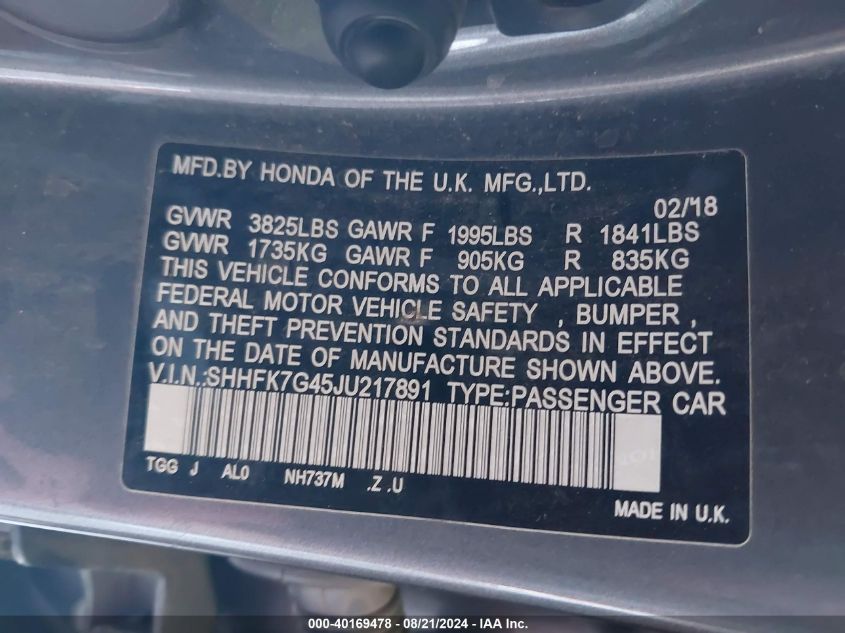 MFD.BY HONDA OF THE U.K. MFG.,LTD.
02/18
GVWR 3825LBS GAWR F 1995LBS R 1841LBS
GVWR 1735KG GAWR F 905KG R 835KG
THIS VEHICLE CONFORMS TO ALL APPLICABLE
FEDERAL MOTOR VEHICLE SAFETY , BUMPER ,
AND THEFT PREVENTION STANDARDS IN EFFECT
ON THE DATE OF MANUFACTURE SHOWN ABOVE.
V.I.N.:SHHFK7G45JU217891 TYPE:PASSENGER CAR
TGG J AL0 NH737M .Z .U
MADE IN U.K.
000-40169478 - 08/21/2024 - IAA Inc.